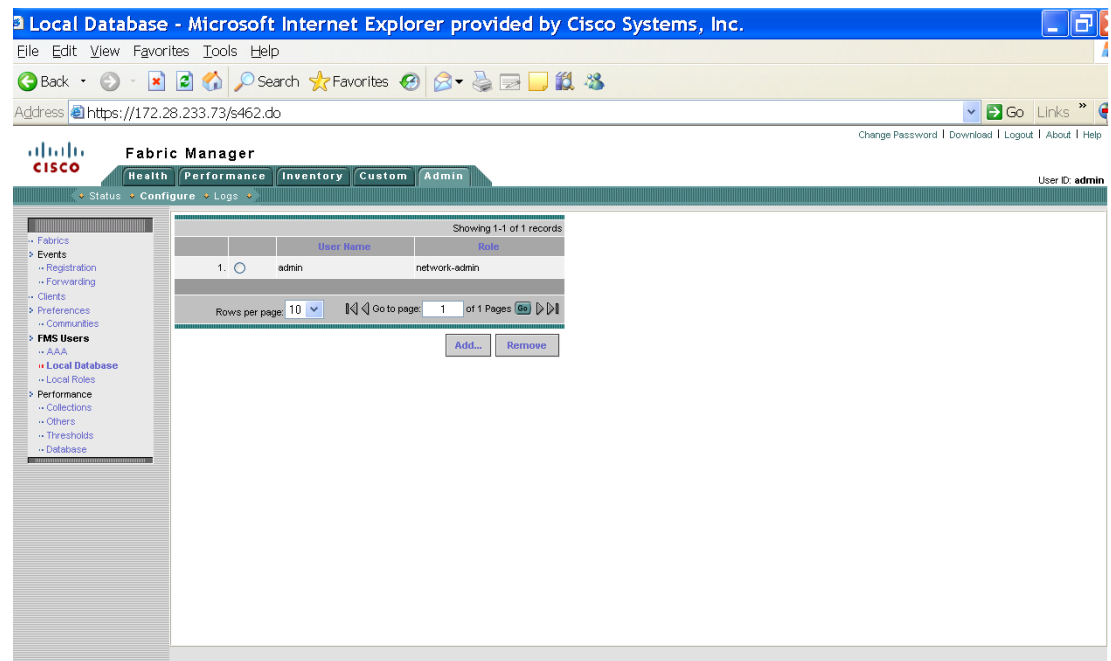 Local Database - Microsoft Internet Explorer provided by Cisco Systems, Inc.
File Edit View Favorites Tools Help
Back Search Favorites
Address https://172.28.233.73/s462.do Go Links »
Change Password | Download | Logout | About | Help
CISCO
Fabric Manager
Health Performance Inventory Custom Admin
User ID: admin
Status Configure Logs
Fabrics
Events
Registration
Forwarding
Clients
Preferences
Communities
FMS Users
AAA
Local Database
Local Roles
Performance
Collections
Others
Thresholds
Database
Showing 1-1 of 1 records
User Name Role
1. admin network-admin
Rows per page: 10 Go to page: 1 of 1 Pages Go
Add... Remove